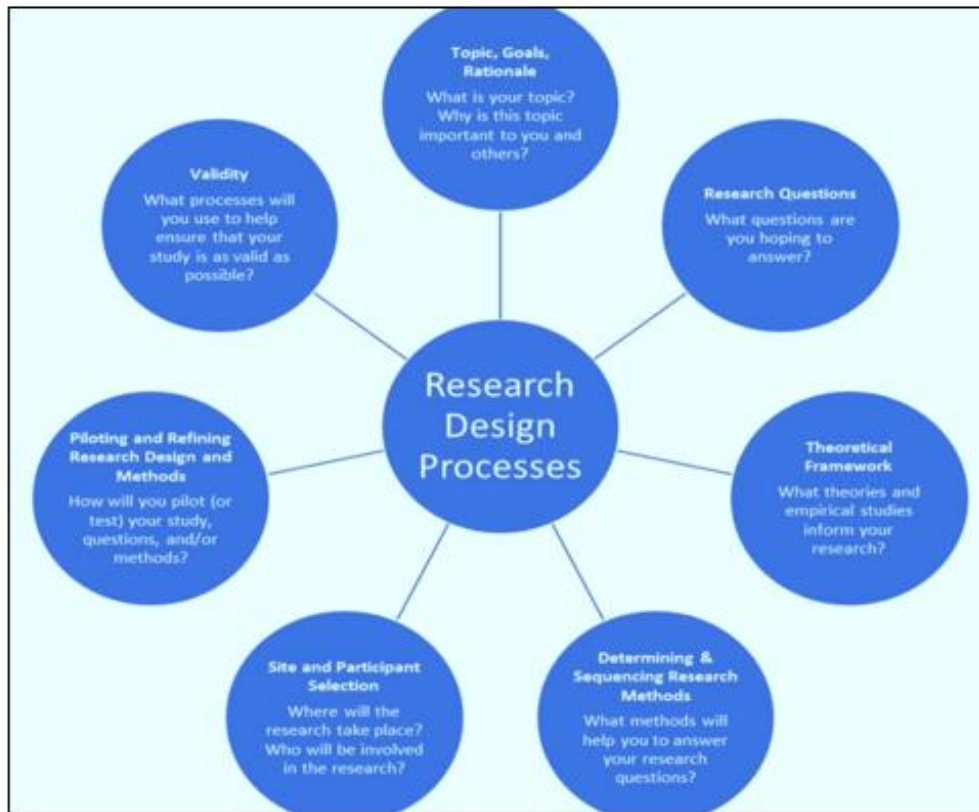 Topic, Goals,
Rationale
What is your topic?
Why is this topic
important to you and
others?
Research Questions
What questions are
you hoping to
answer?
Theoretical
Framework
What theories and
empirical studies
inform your
research?
Determining &
Sequencing Research
Methods
What methods will
help you to answer
your research
questions?
Site and Participant
Selection
Where will the
research take place?
Who will be involved
in the research?
Piloting and Refining
Research Design and
Methods
How will you pilot (or
test) your study,
questions, and/or
methods?
Validity
What processes will
you use to help
ensure that your
study is as valid as
possible?
Research
Design
Processes